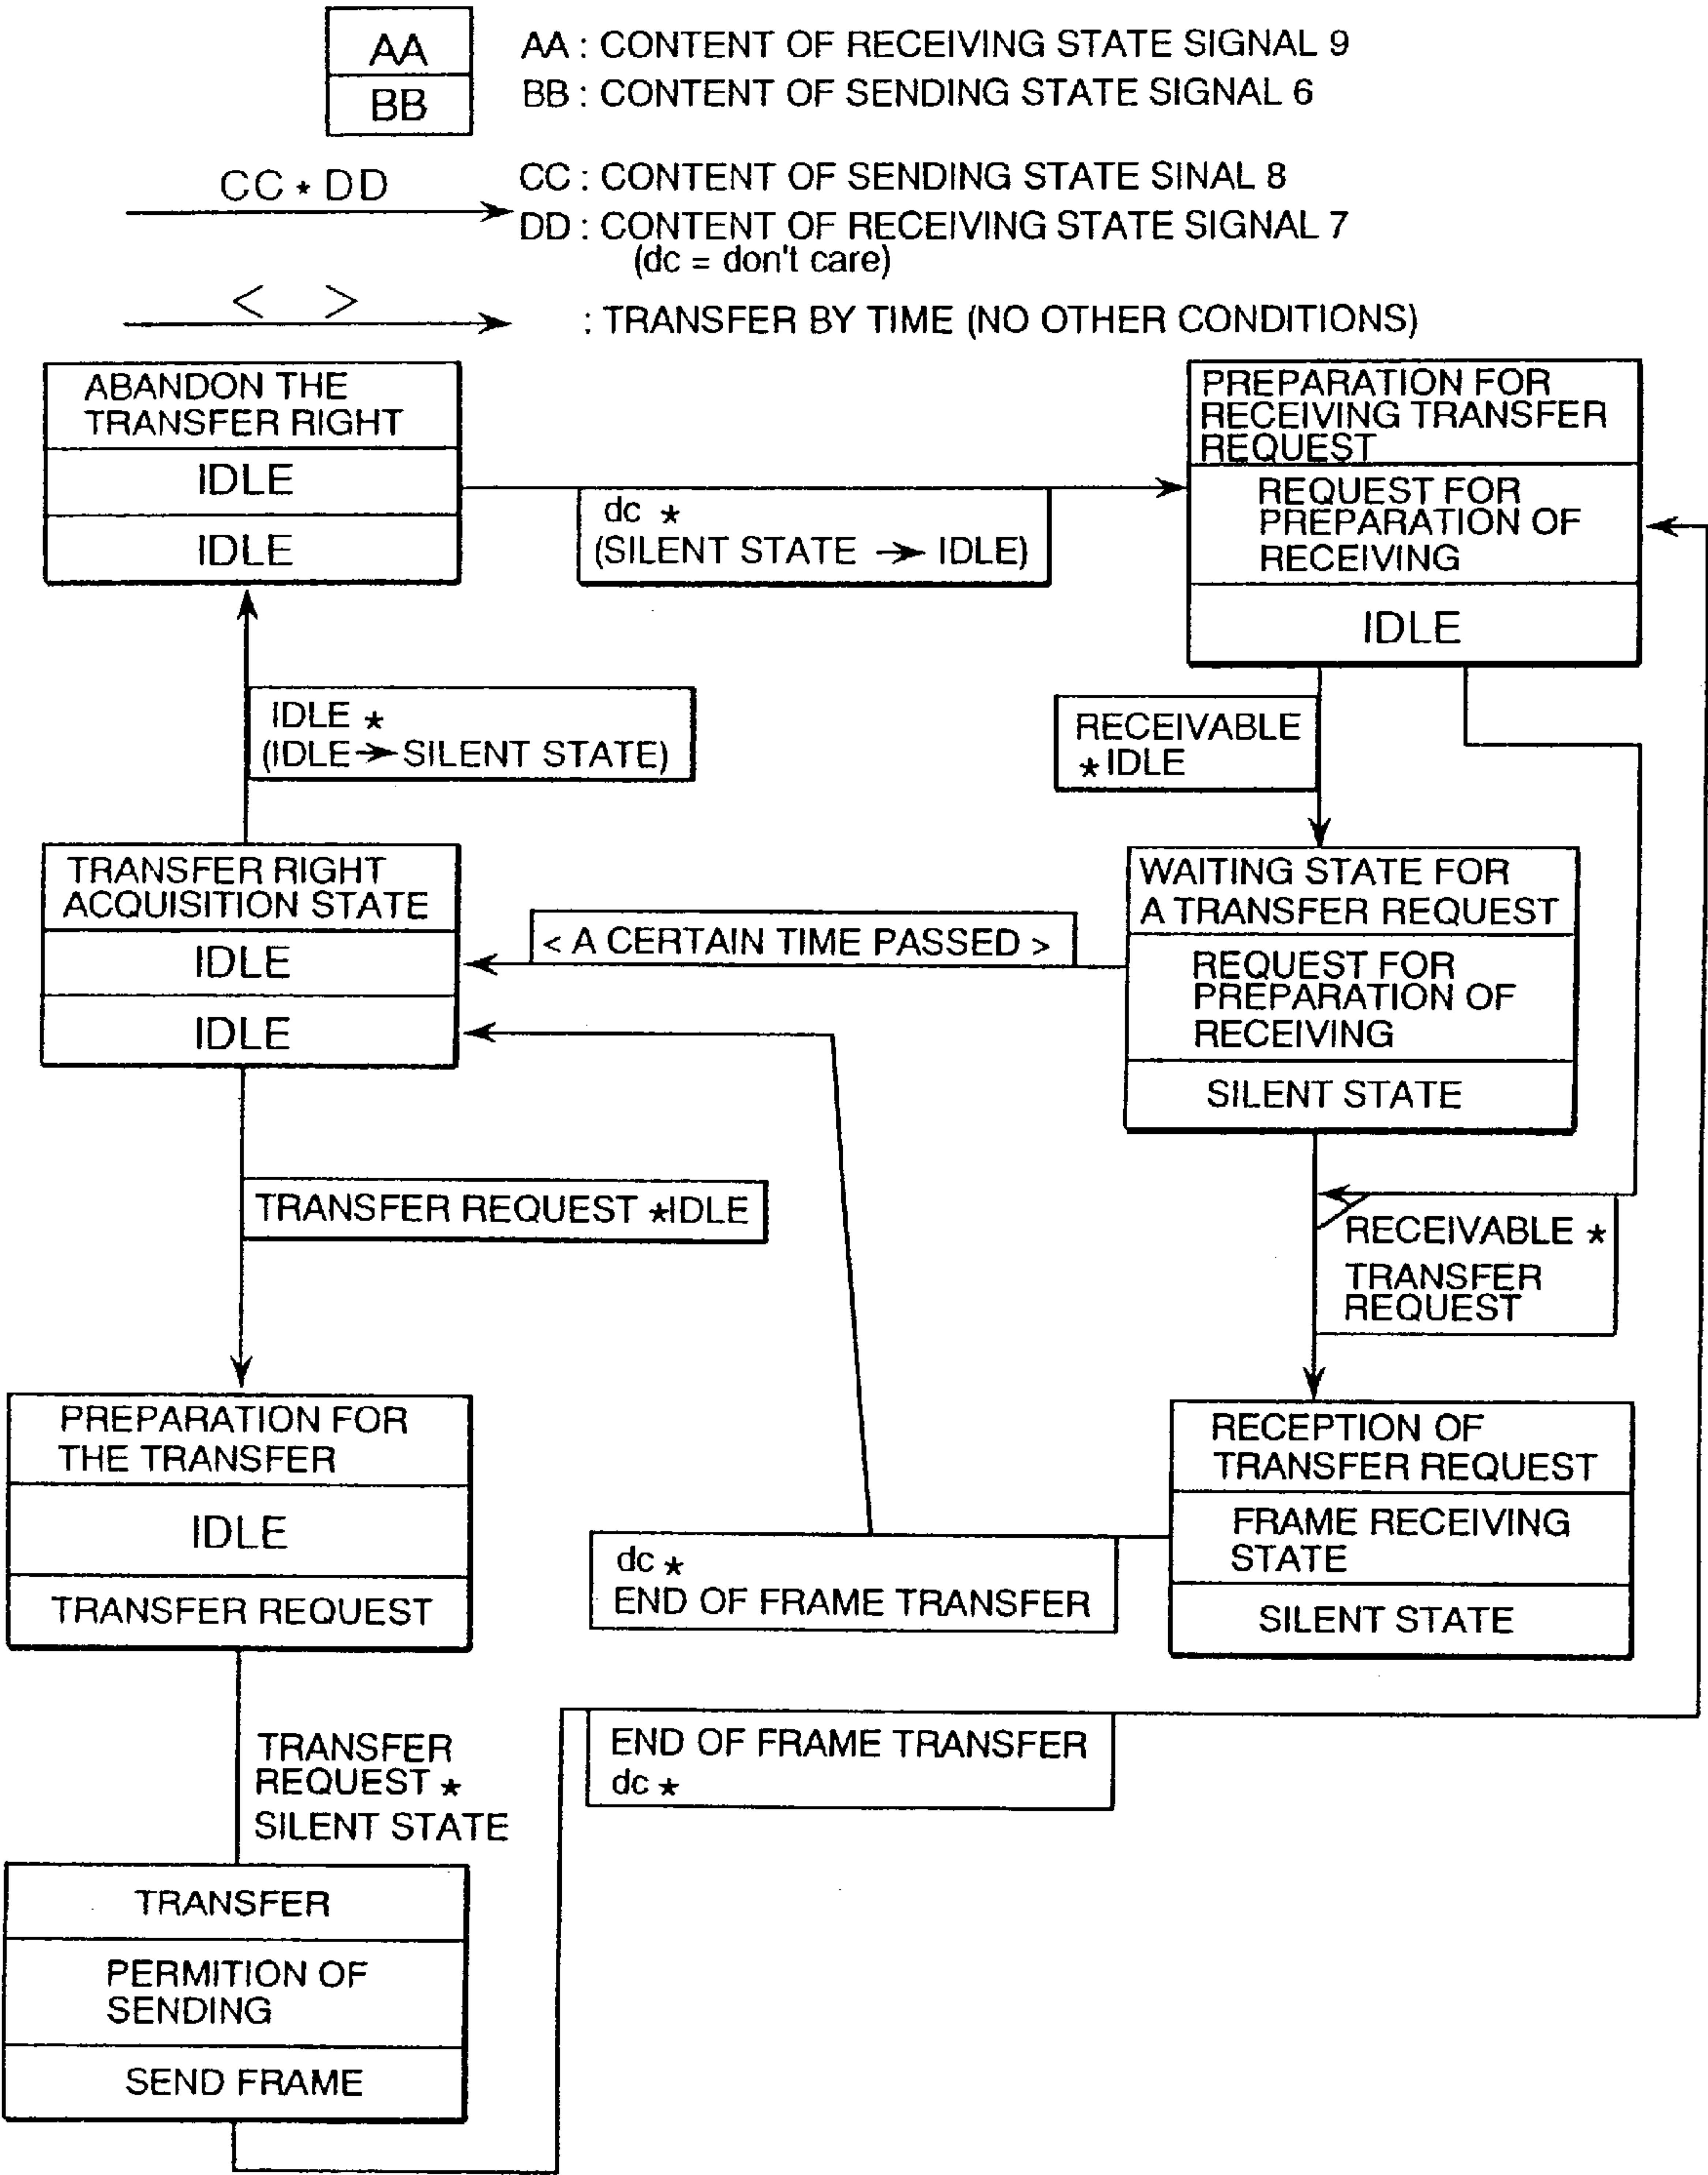 AA
BB
AA : CONTENT OF RECEIVING STATE SIGNAL 9
BB : CONTENT OF SENDING STATE SIGNAL 6
CC * DD
CC : CONTENT OF SENDING STATE SINAL 8
DD : CONTENT OF RECEIVING STATE SIGNAL 7
(dc = don't care)
< >
: TRANSFER BY TIME (NO OTHER CONDITIONS)
ABANDON THE
TRANSFER RIGHT
IDLE
IDLE
dc *
(SILENT STATE → IDLE)
PREPARATION FOR
RECEIVING TRANSFER
REQUEST
REQUEST FOR
PREPARATION OF
RECEIVING
IDLE
IDLE *
(IDLE → SILENT STATE)
RECEIVABLE
* IDLE
TRANSFER RIGHT
ACQUISITION STATE
IDLE
IDLE
< A CERTAIN TIME PASSED >
WAITING STATE FOR
A TRANSFER REQUEST
REQUEST FOR
PREPARATION OF
RECEIVING
SILENT STATE
TRANSFER REQUEST *IDLE
RECEIVABLE *
TRANSFER
REQUEST
PREPARATION FOR
THE TRANSFER
IDLE
TRANSFER REQUEST
RECEPTION OF
TRANSFER REQUEST
FRAME RECEIVING
STATE
SILENT STATE
dc *
END OF FRAME TRANSFER
TRANSFER
REQUEST *
SILENT STATE
END OF FRAME TRANSFER
dc *
TRANSFER
PERMITION OF
SENDING
SEND FRAME